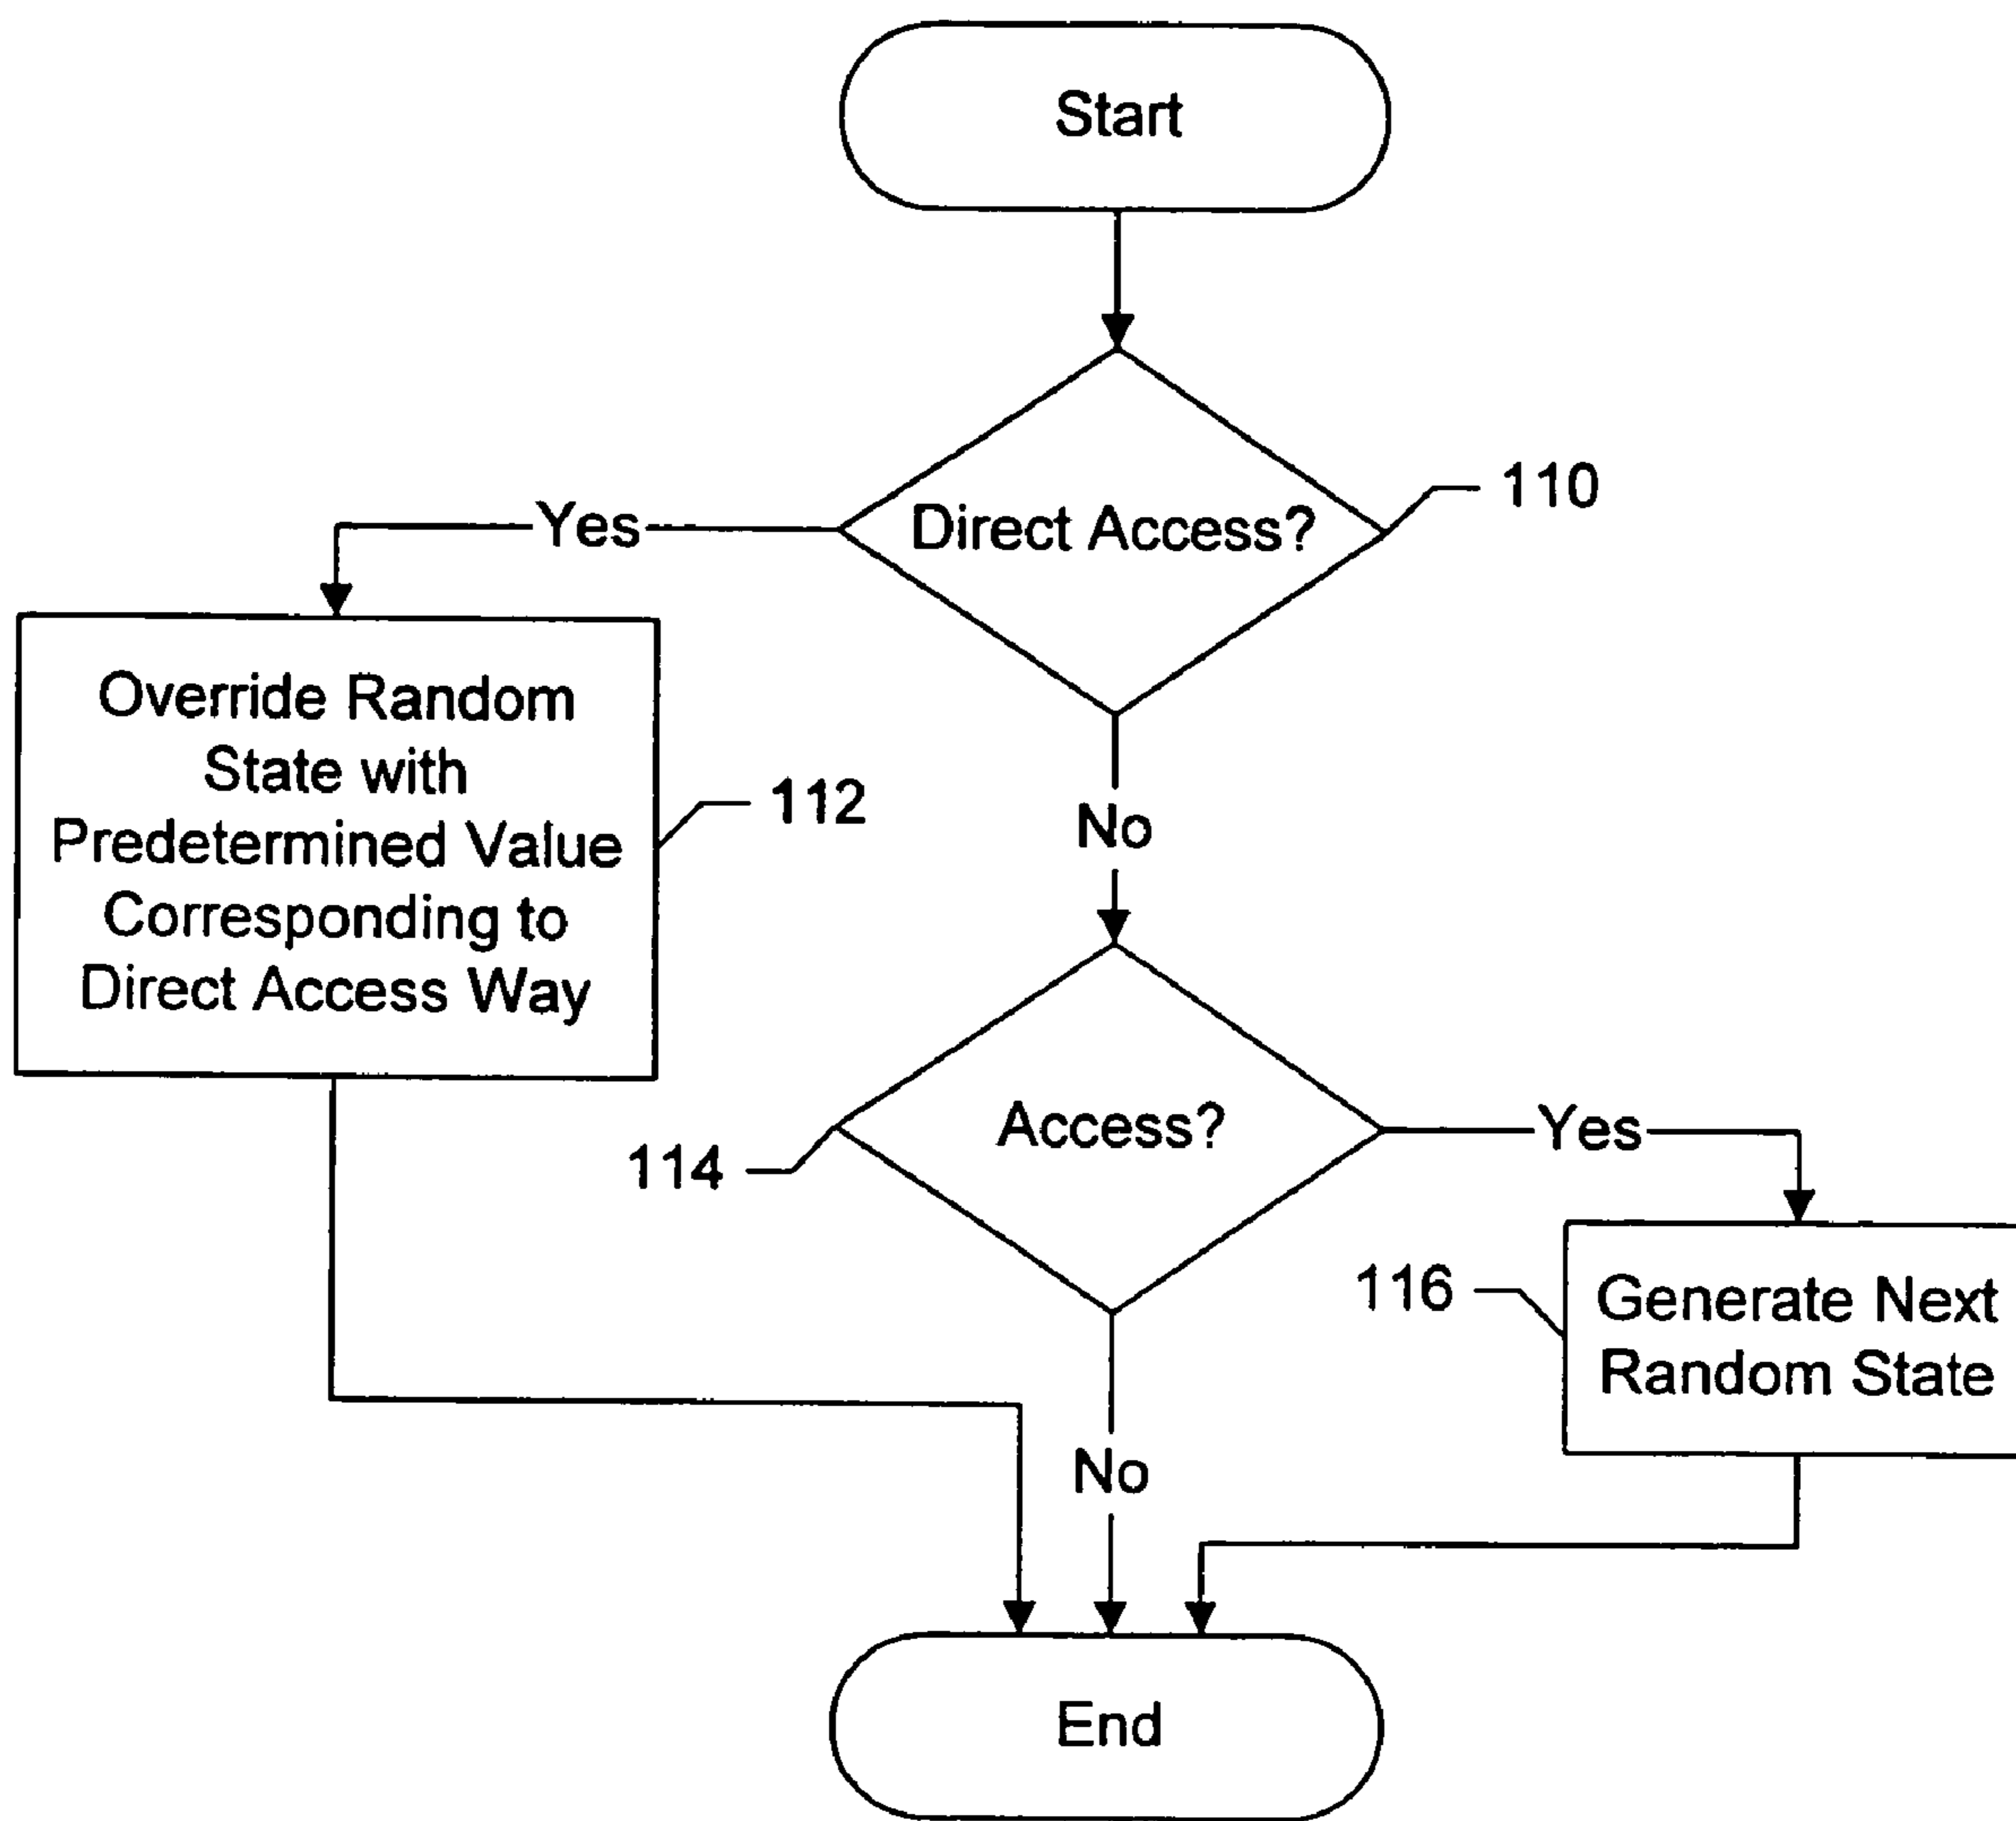 Start
Direct Access?
110
Yes
Override Random
State with
Predetermined Value
Corresponding to
Direct Access Way
112
No
Access?
114
Yes
116
Generate Next
Random State
No
End